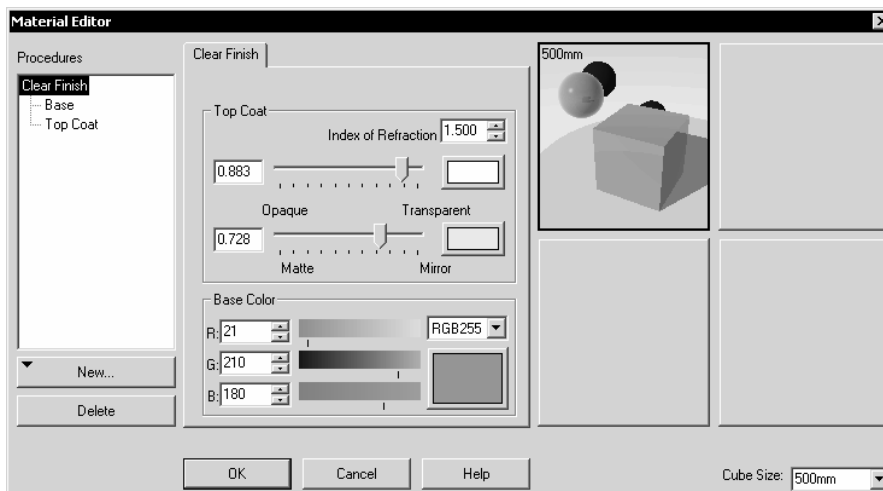 Material Editor
Procedures
Clear Finish
Base
Top Coat
New...
Delete
Clear Finish
Top Coat
Index of Refraction 1.500
0.883
Opaque Transparent
0.728
Matte Mirror
Base Color
R: 21 RGB255
G: 210
B: 180
500mm
OK Cancel Help
Cube Size: 500mm